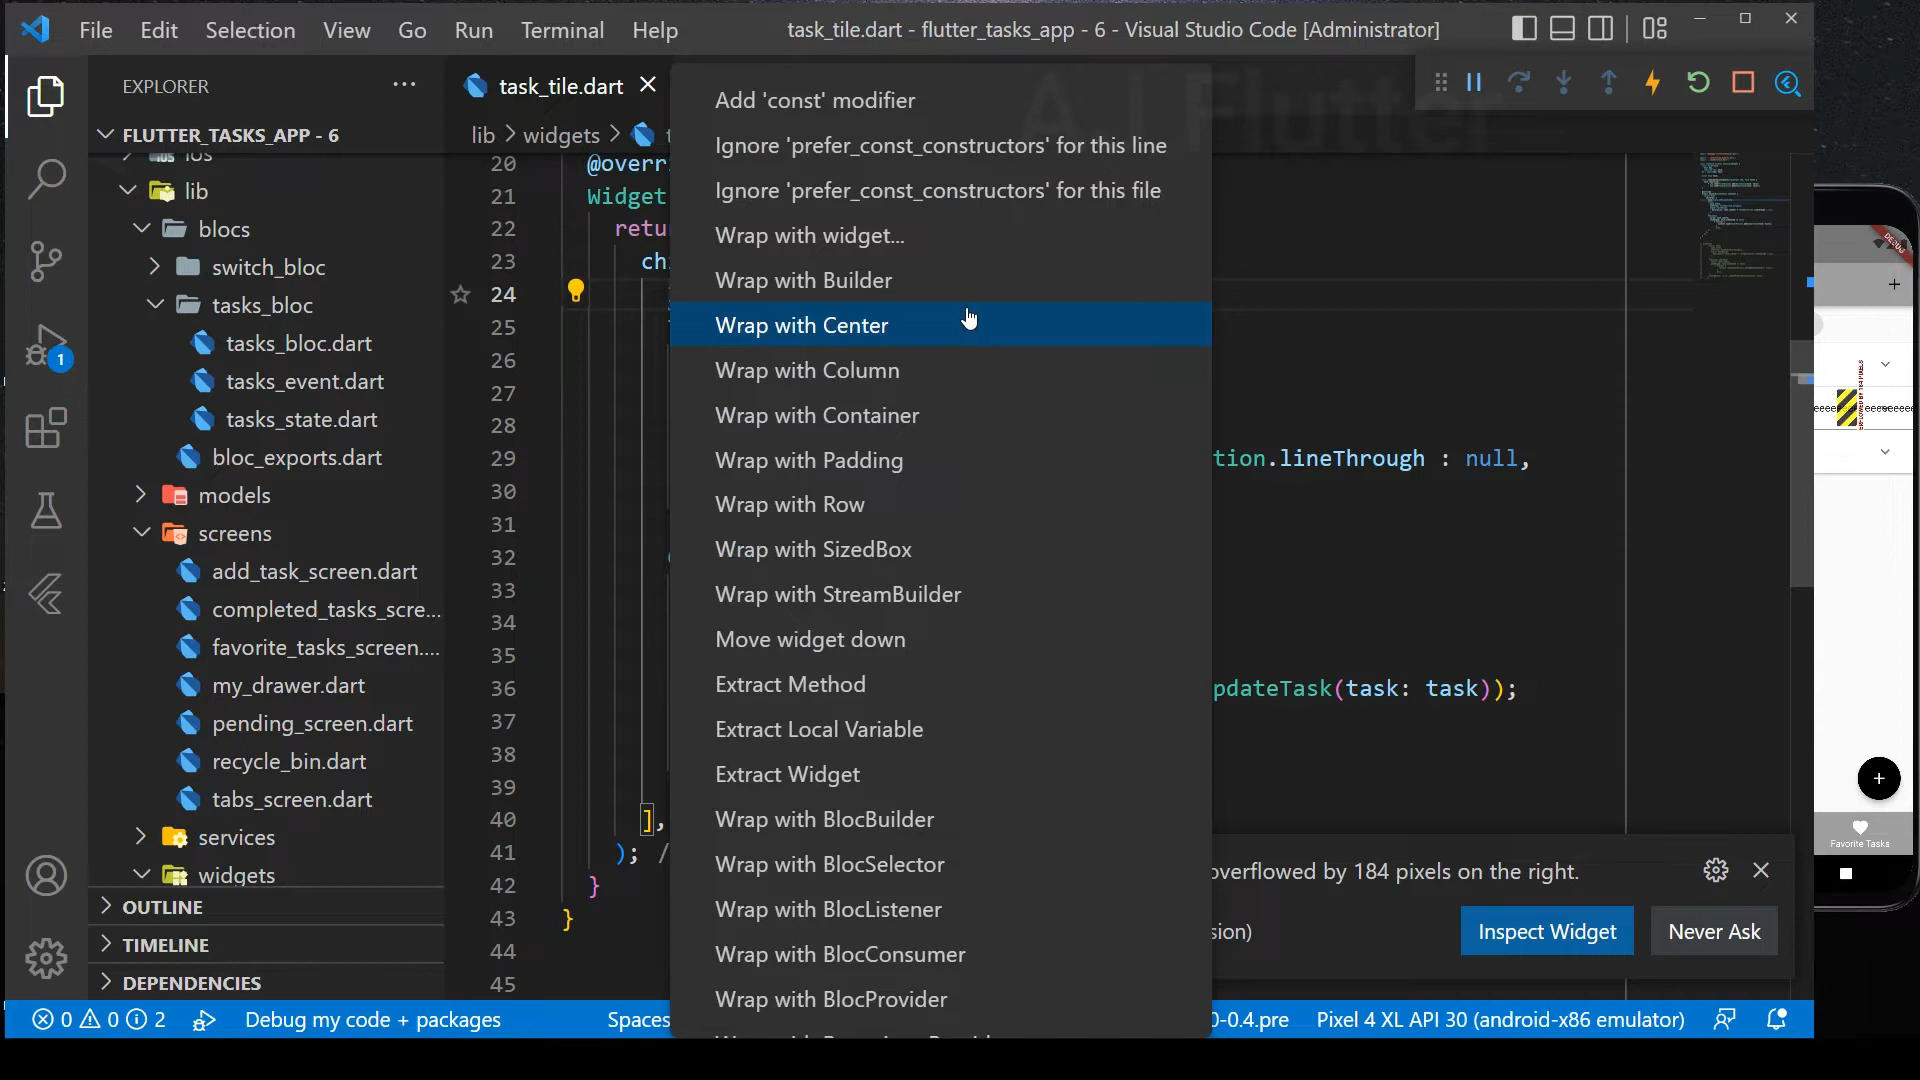 File Edit Selection View Go Run Terminal Help
task_tile.dart - flutter_tasks_app - 6 - Visual Studio Code [Administrator]
EXPLORER
task_tile.dart
FLUTTER_TASKS_APP - 6
lib > widgets >
ios
lib
blocs
switch_bloc
tasks_bloc
tasks_bloc.dart
tasks_event.dart
tasks_state.dart
bloc_exports.dart
models
screens
add_task_screen.dart
completed_tasks_scre...
favorite_tasks_screen....
my_drawer.dart
pending_screen.dart
recycle_bin.dart
tabs_screen.dart
services
widgets
OUTLINE
TIMELINE
DEPENDENCIES
20 @overr
21 Widget
22 retu
23 ch
24
25
26
27
28
29 tion.lineThrough : null,
30
31
32
33
34
35
36 pdateTask(task: task));
37
38
39
40 ],
41 ); /
42 }
43 }
44
45
Add 'const' modifier
Ignore 'prefer_const_constructors' for this line
Ignore 'prefer_const_constructors' for this file
Wrap with widget...
Wrap with Builder
Wrap with Center
Wrap with Column
Wrap with Container
Wrap with Padding
Wrap with Row
Wrap with SizedBox
Wrap with StreamBuilder
Move widget down
Extract Method
Extract Local Variable
Extract Widget
Wrap with BlocBuilder
Wrap with BlocSelector
Wrap with BlocListener
Wrap with BlocConsumer
Wrap with BlocProvider
A I Flutter
overflowed by 184 pixels on the right.
sion)
Inspect Widget
Never Ask
1
DEBUG
Favorite Tasks
0 0 2 Debug my code + packages Spaces 0-0.4.pre Pixel 4 XL API 30 (android-x86 emulator)